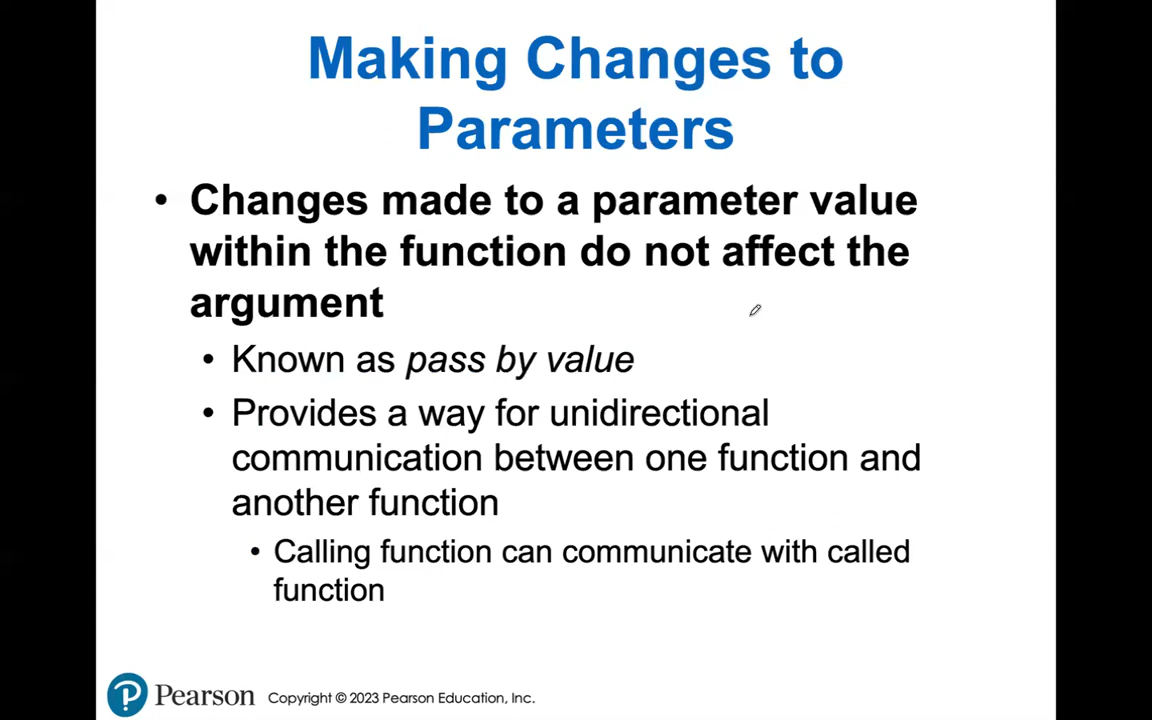 Making Changes to
Parameters
• Changes made to a parameter value
within the function do not affect the
argument
• Known as pass by value
• Provides a way for unidirectional
communication between one function and
another function
• Calling function can communicate with called
function
Pearson Copyright © 2023 Pearson Education, Inc.